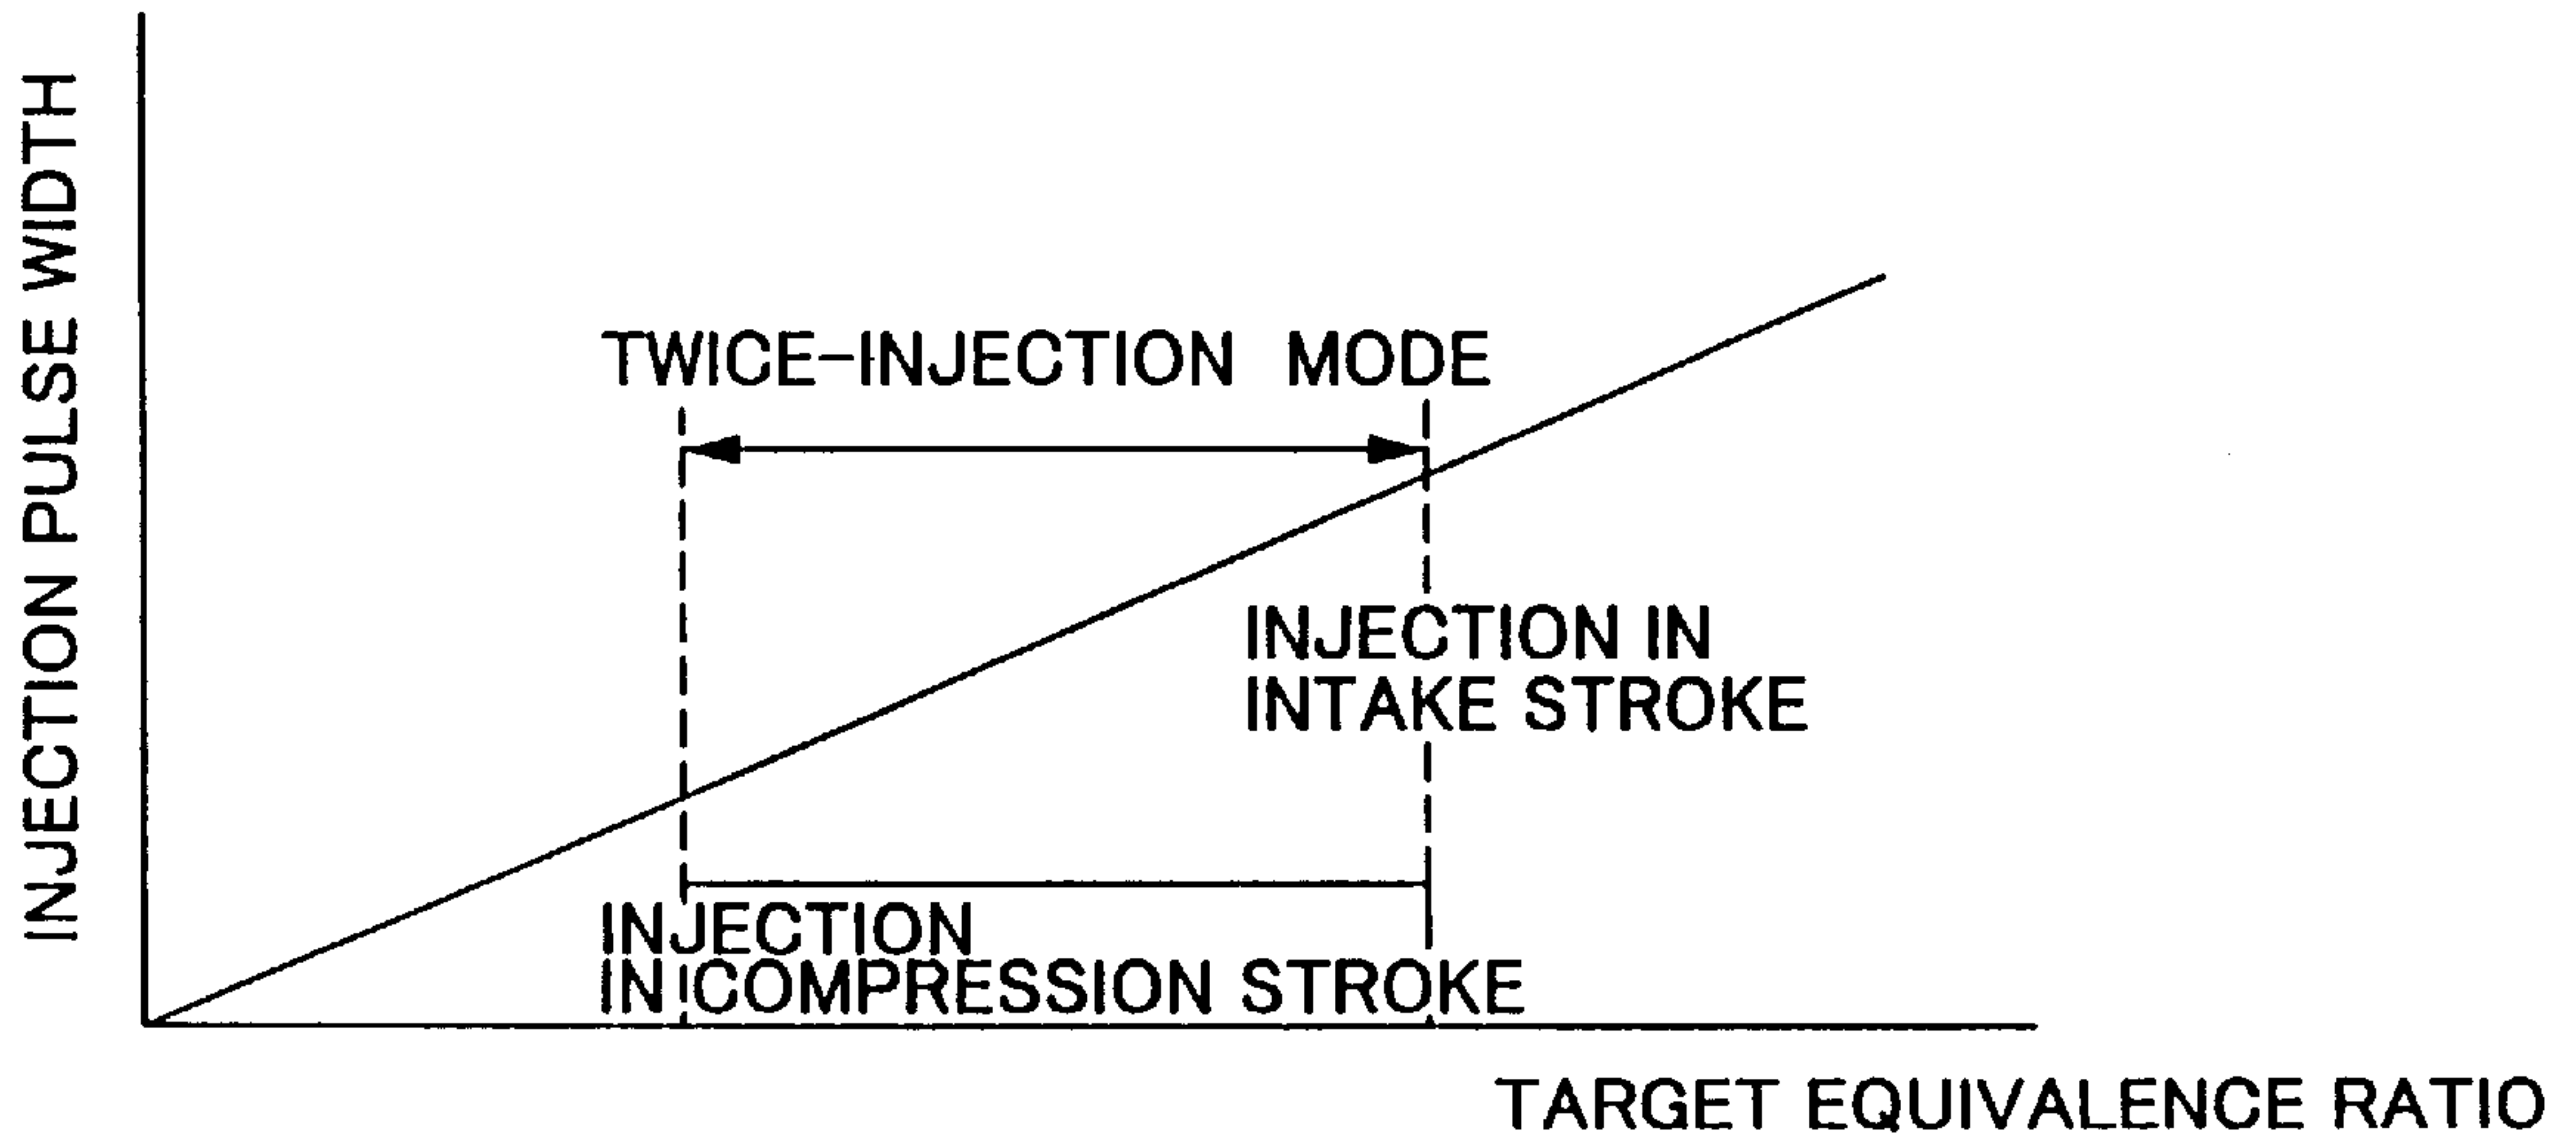 INJECTION PULSE WIDTH
TWICE-INJECTION MODE
INJECTION IN
INTAKE STROKE
INJECTION
IN COMPRESSION STROKE
TARGET EQUIVALENCE RATIO